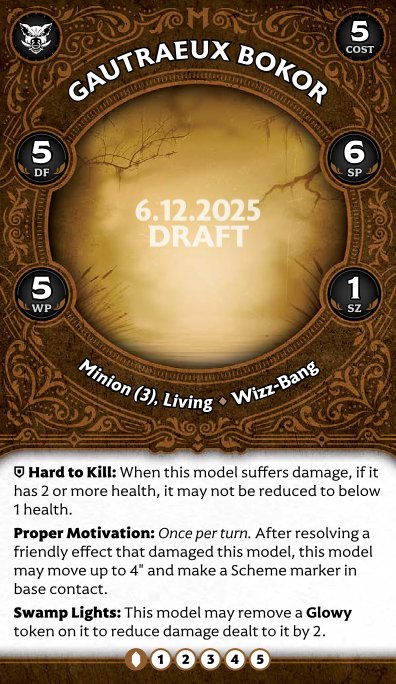 GAUTRAEUX BOKOR
5
COST
5
DF
6
SP
6.12.2025
DRAFT
5
WP
1
SZ
Minion (3), Living • Wizz-Bang
Hard to Kill: When this model suffers damage, if it
has 2 or more health, it may not be reduced to below
1 health.
Proper Motivation: Once per turn. After resolving a
friendly effect that damaged this model, this model
may move up to 4" and make a Scheme marker in
base contact.
Swamp Lights: This model may remove a Glowy
token on it to reduce damage dealt to it by 2.
1 2 3 4 5